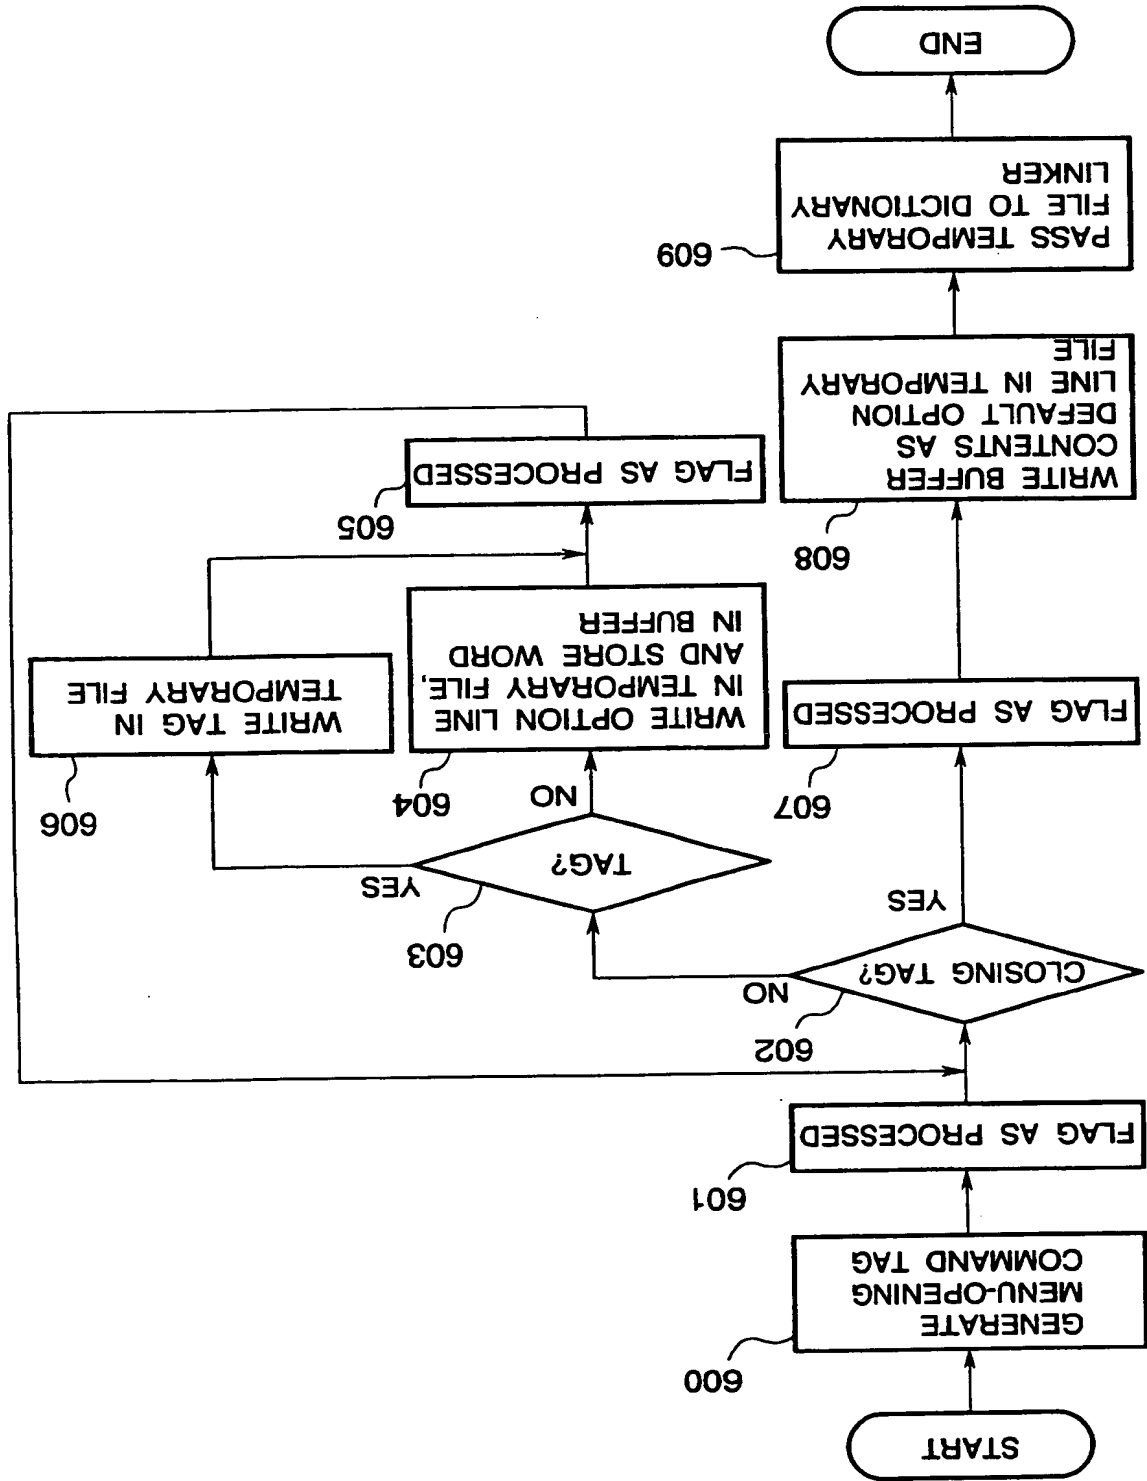 START
600
GENERATE
MENU-OPENING
COMMAND TAG
601
FLAG AS PROCESSED
602
CLOSING TAG?
NO
YES
603
TAG?
YES
NO
607
FLAG AS PROCESSED
604
WRITE OPTION LINE
IN TEMPORARY FILE,
AND STORE WORD
IN BUFFER
606
WRITE TAG IN
TEMPORARY FILE
608
WRITE BUFFER
CONTENTS AS
DEFAULT OPTION
LINE IN TEMPORARY
FILE
605
FLAG AS PROCESSED
609
PASS TEMPORARY
FILE TO DICTIONARY
LINKER
END